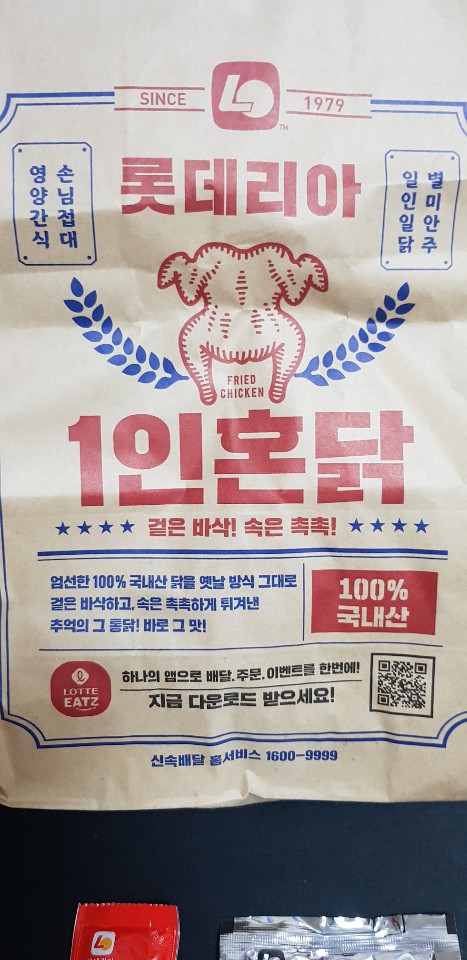 SINCE
1979
TM
손님접대
영양간식
별미안주
일인일닭
롯데리아
FRIED
CHICKEN
1인혼닭
겉은 바삭! 속은 촉촉!
엄선한 100% 국내산 닭을 옛날 방식 그대로
겉은 바삭하고, 속은 촉촉하게 튀겨낸
추억의 그 통닭! 바로 그 맛!
100%
국내산
LOTTE
EATZ
하나의 앱으로 배달, 주문, 이벤트를 한번에!
지금 다운로드 받으세요!
신속배달 홈서비스 1600-9999